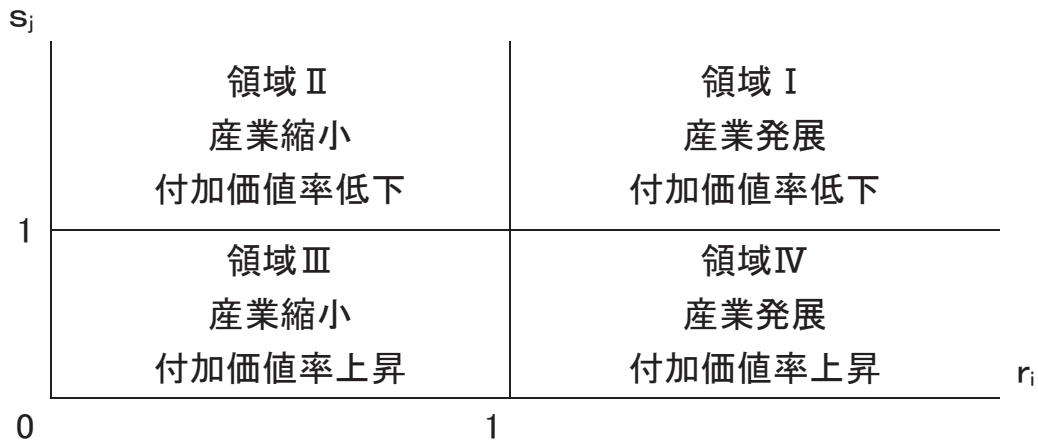 sj
領域Ⅱ
産業縮小
付加価値率低下
領域Ⅰ
産業発展
付加価値率低下
1
領域Ⅲ
産業縮小
付加価値率上昇
領域Ⅳ
産業発展
付加価値率上昇
ri
0
1